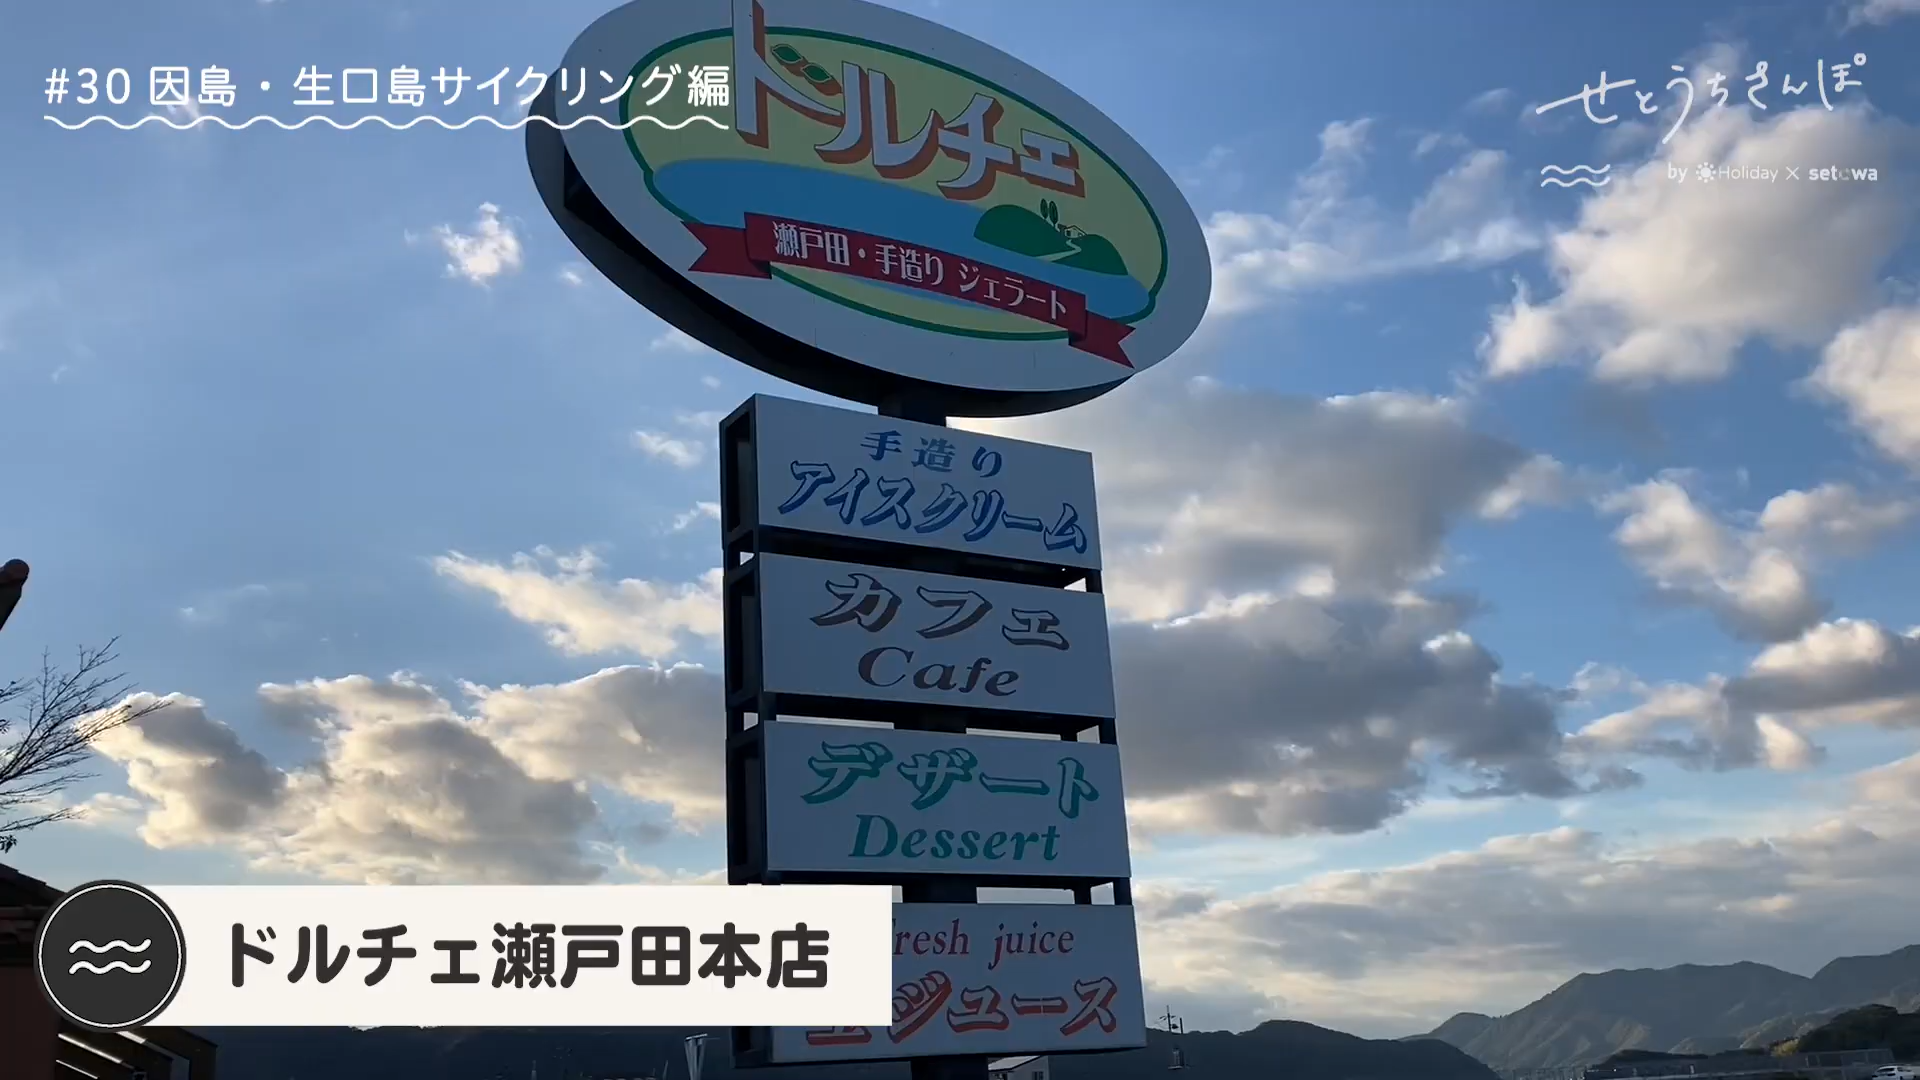 #30 因島・生口島サイクリング編
せとうちさんぽ
by Holiday × setowa
ドルチェ
瀬戸田・手造り ジェラート
手造り
アイスクリーム
カフェ
Cafe
デザート
Dessert
resh juice
ジュース
ドルチェ瀬戸田本店